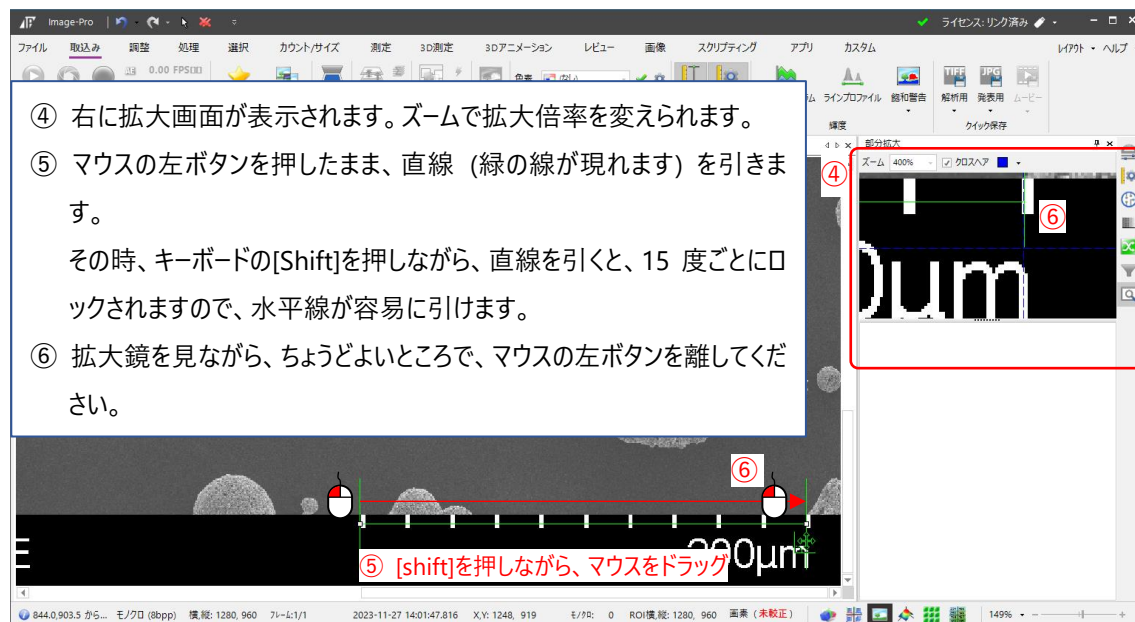 Image-Pro
ライセンス: リンク済み
ファイル 取込み 調整 処理 選択 カウント/サイズ 測定 3D測定 3Dアニメーション レビュー 画像 スクリプティング アプリ カスタム レイアウト ヘルプ
0.00 FPS
ラインプロファイル 飽和警告 解析用 発表用 ムービー
TIFF JPG
輝度 クイック保存
④ 右に拡大画面が表示されます。ズームで拡大倍率を変えられます。
⑤ マウスの左ボタンを押したまま、直線 (緑の線が現れます) を引きま
す。
その時、キーボードの[Shift]を押しながら、直線を引くと、15 度ごとにロ
ックされますので、水平線が容易に引けます。
⑥ 拡大鏡を見ながら、ちょうどよいところで、マウスの左ボタンを離してくだ
さい。
部分拡大
④
ズーム 400% クロスヘア
⑥
0um
⑥
E
200µm
⑤ [shift]を押しながら、マウスをドラッグ
844.0,903.5 から... モノクロ (8bpp) 横,縦: 1280, 960 フレーム:1/1 2023-11-27 14:01:47.816 X,Y: 1248, 919 モノクロ: 0 ROI横,縦: 1280, 960 画素 (未較正) 149%